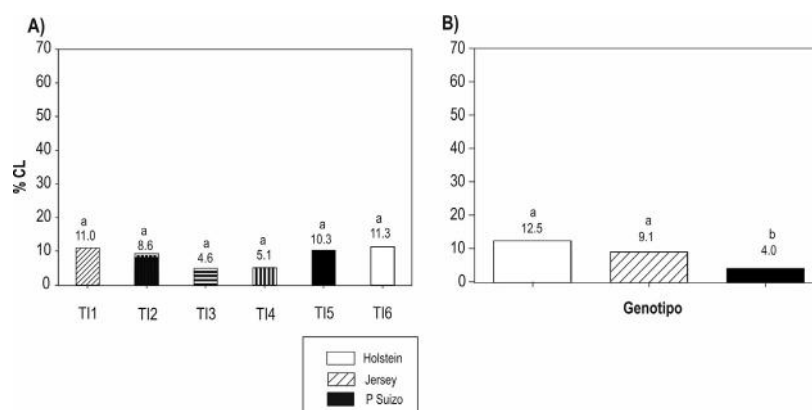 A)
70
60
50
40
30
20
10
0
% CL
a
11.0
a
8.6
a
4.6
a
5.1
a
10.3
a
11.3
TI1 TI2 TI3 TI4 TI5 TI6
B)
70
60
50
40
30
20
10
0
a
12.5
a
9.1
b
4.0
Genotipo
Holstein
Jersey
P Suizo